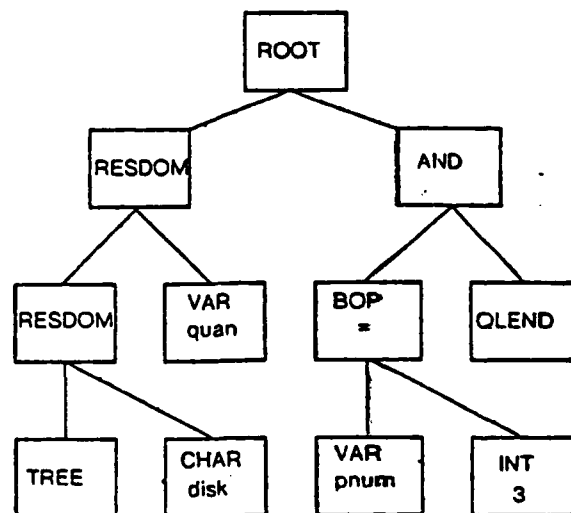 ROOT
RESDOM
AND
RESDOM
VAR
quan
BOP
=
QLEND
TREE
CHAR
disk
VAR
pnum
INT
3